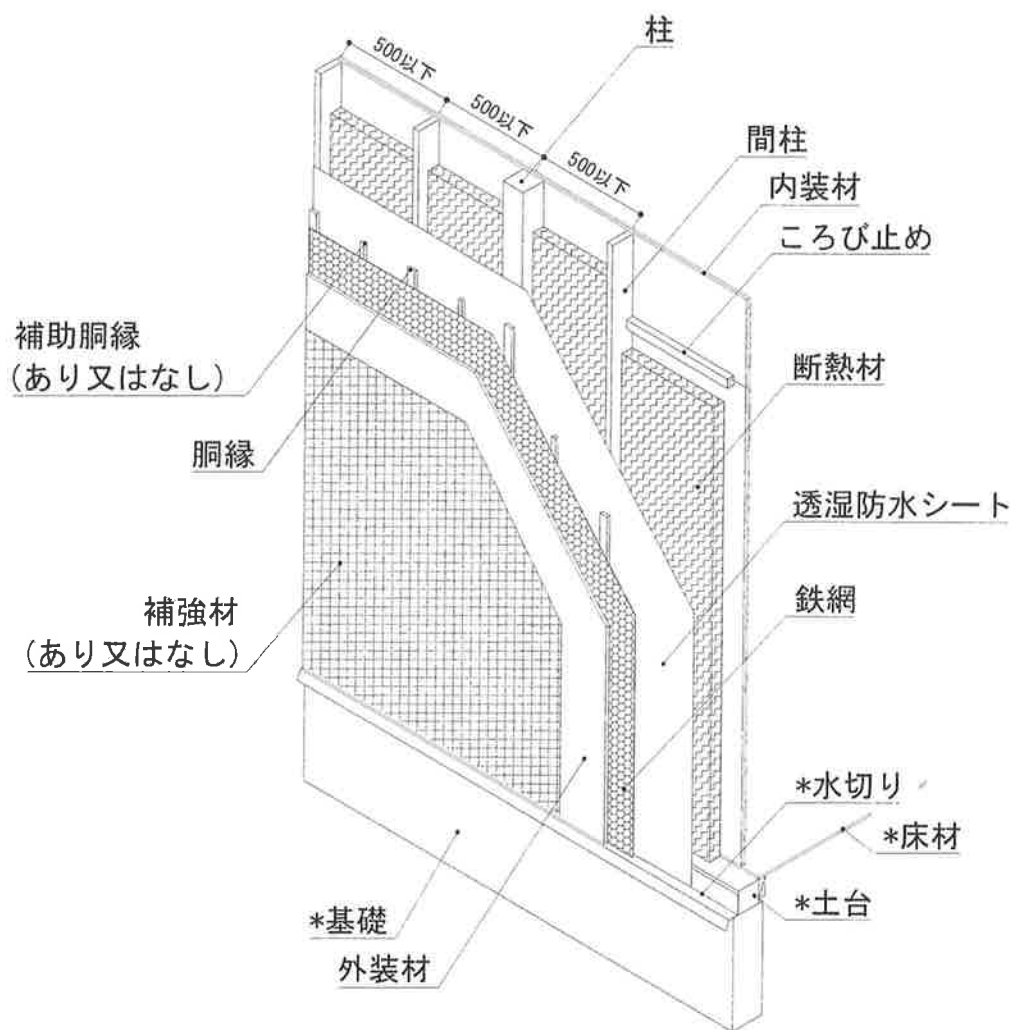 柱
500以下
500以下
500以下
間柱
内装材
ころび止め
補助胴縁
(あり又はなし)
断熱材
胴縁
透湿防水シート
鉄網
補強材
(あり又はなし)
*水切り
*床材
*土台
*基礎
外装材